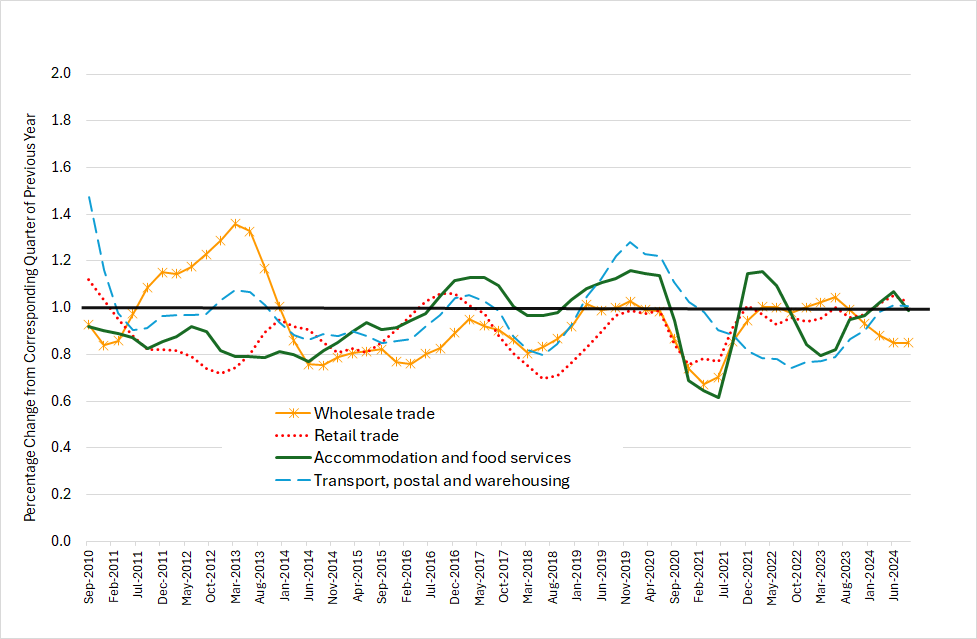 Percentage Change from Corresponding Quarter of Previous Year
2.0
1.8
1.6
1.4
1.2
1.0
0.8
0.6
0.4
0.2
0.0
Wholesale trade
Retail trade
Accommodation and food services
Transport, postal and warehousing
Sep-2010
Feb-2011
Jul-2011
Dec-2011
May-2012
Oct-2012
Mar-2013
Aug-2013
Jan-2014
Jun-2014
Nov-2014
Apr-2015
Sep-2015
Feb-2016
Jul-2016
Dec-2016
May-2017
Oct-2017
Mar-2018
Aug-2018
Jan-2019
Jun-2019
Nov-2019
Apr-2020
Sep-2020
Feb-2021
Jul-2021
Dec-2021
May-2022
Oct-2022
Mar-2023
Aug-2023
Jan-2024
Jun-2024